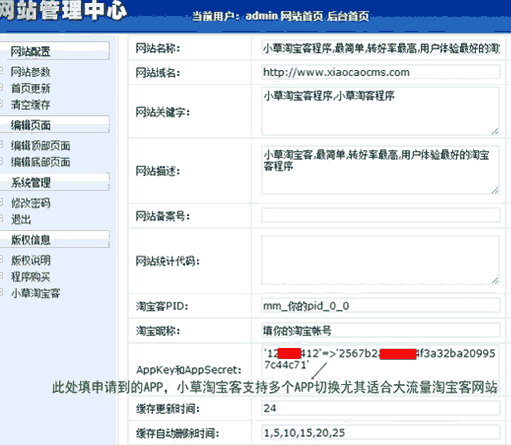 网站管理中心
当前用户：admin 网站首页 后台首页
网站配置
网站参数
首页更新
清空缓存
编辑页面
编辑顶部页面
编辑底部页面
系统管理
修改密码
退出
版权信息
版权说明
程序购买
小草淘宝客
网站名称：
小草淘宝客程序,最简单,转好率最高,用户体验最好的淘
网站域名：
http://www.xiaocaocms.com
网站关键字：
小草淘宝客程序,小草淘客程序
网站描述：
小草淘宝客,最简单,转好车最高,用户体验最好的淘宝
客程序
网站备案号：
网站统计代码：
淘宝客PID：
mm_你的pid_0_0
淘宝昵称：
填你的淘宝帐号
AppKey和AppSecret：
'12 412'=>'2567b2 4f3a32ba20995
7c44c71'
此处填申请到的APP，小草淘宝客支持多个APP切换尤其适合大流量淘宝客网站
缓存更新时间：
24
缓存自动删除时间：
1,5,10,15,20,25